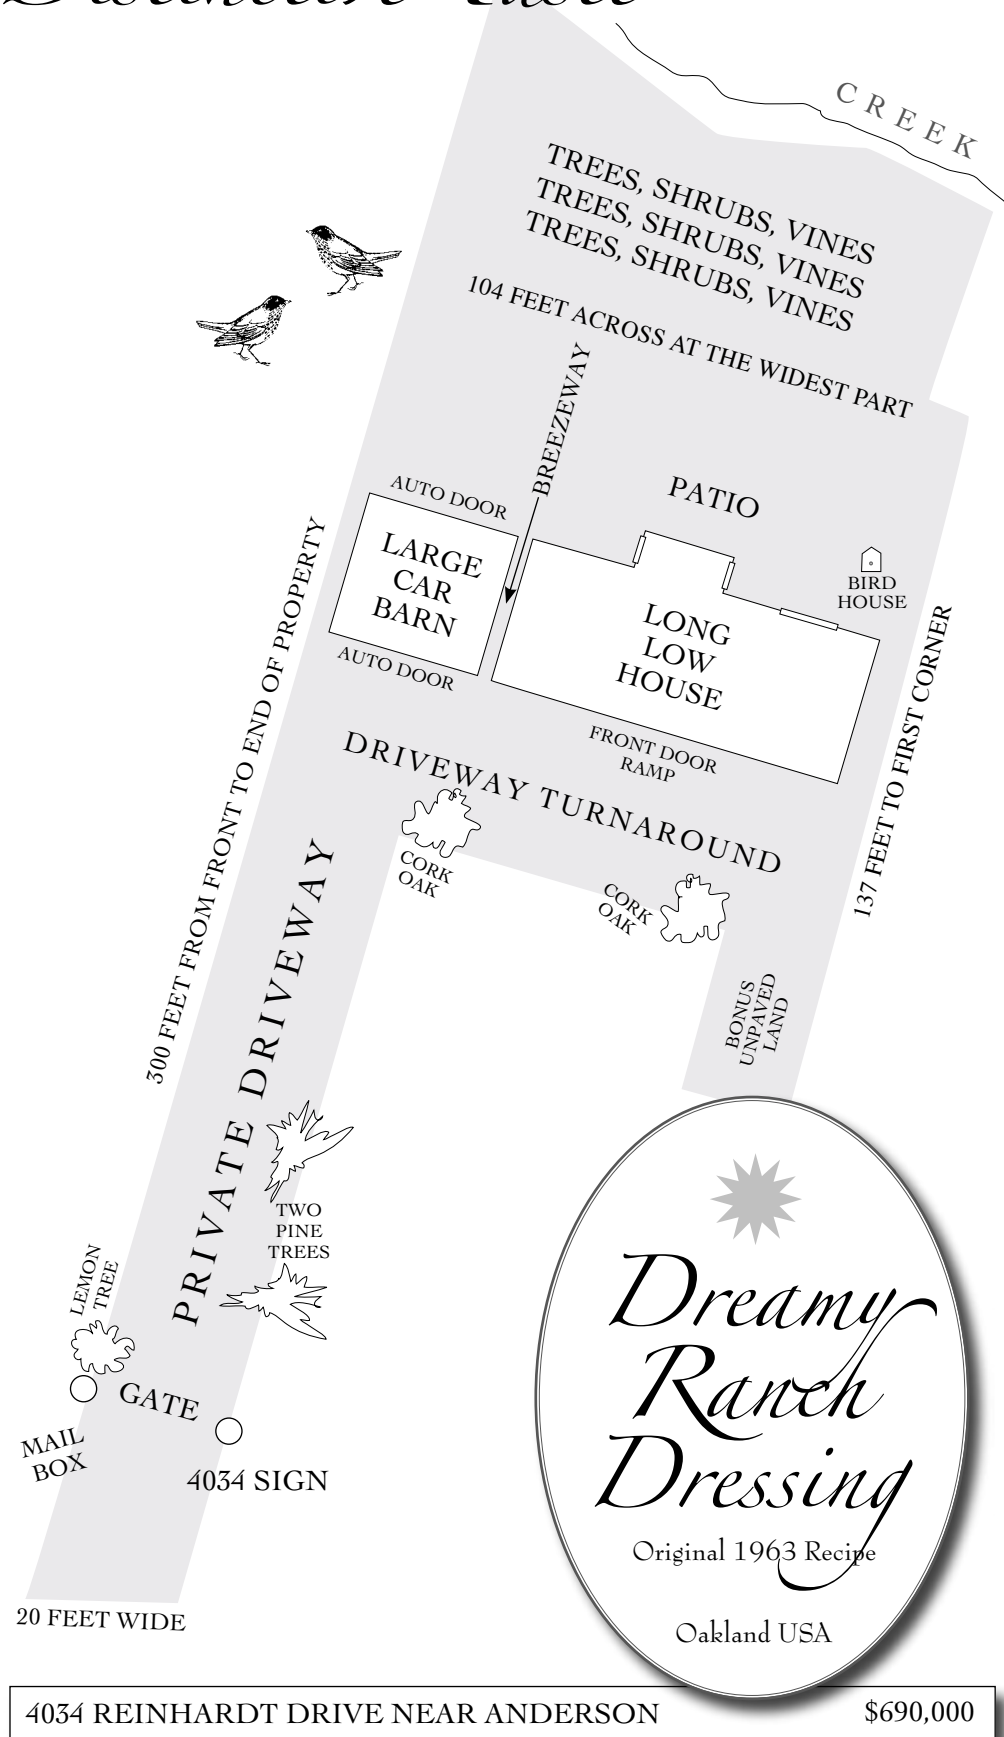 CREEK
TREES, SHRUBS, VINES
TREES, SHRUBS, VINES
TREES, SHRUBS, VINES
104 FEET ACROSS AT THE WIDEST PART
BREEZEWAY
PATIO
AUTO DOOR
LARGE
CAR
BARN
AUTO DOOR
BIRD
HOUSE
LONG
LOW
HOUSE
FRONT DOOR
RAMP
300 FEET FROM FRONT TO END OF PROPERTY
137 FEET TO FIRST CORNER
DRIVEWAY TURNAROUND
CORK
OAK
CORK
OAK
BONUS
UNPAVED
LAND
PRIVATE DRIVEWAY
TWO
PINE
TREES
LEMON
TREE
GATE
MAIL
BOX
4034 SIGN
20 FEET WIDE
Dreamy
Ranch
Dressing
Original 1963 Recipe
Oakland USA
4034 REINHARDT DRIVE NEAR ANDERSON
$690,000